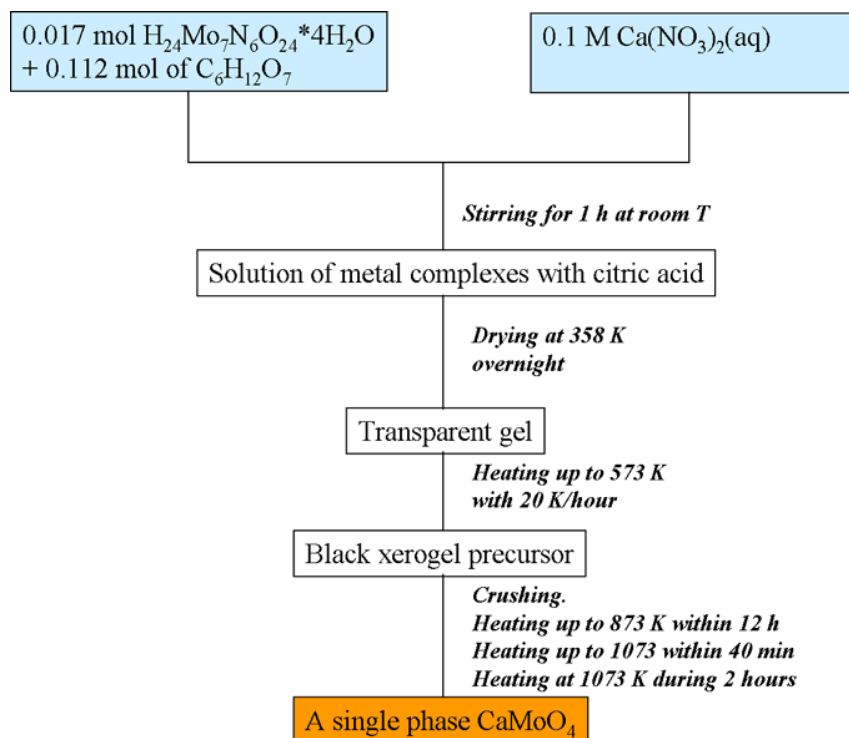 0.017 mol H₂₄Mo₇N₆O₂₄*4H₂O
+ 0.112 mol of C₆H₁₂O₇
0.1 M Ca(NO₃)₂(aq)
Stirring for 1 h at room T
Solution of metal complexes with citric acid
Drying at 358 K
overnight
Transparent gel
Heating up to 573 K
with 20 K/hour
Black xerogel precursor
Crushing.
Heating up to 873 K within 12 h
Heating up to 1073 within 40 min
Heating at 1073 K during 2 hours
A single phase CaMoO₄